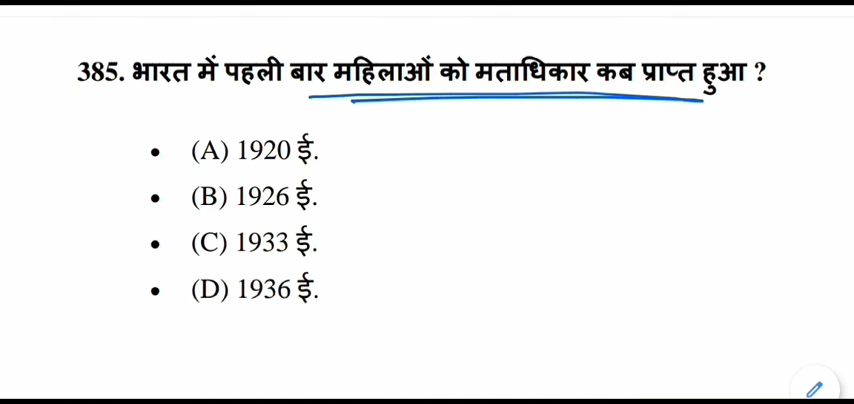 385. भारत में पहली बार महिलाओं को मताधिकार कब प्राप्त हुआ ?
• (A) 1920 ई.
• (B) 1926 ई.
• (C) 1933 ई.
• (D) 1936 ई.